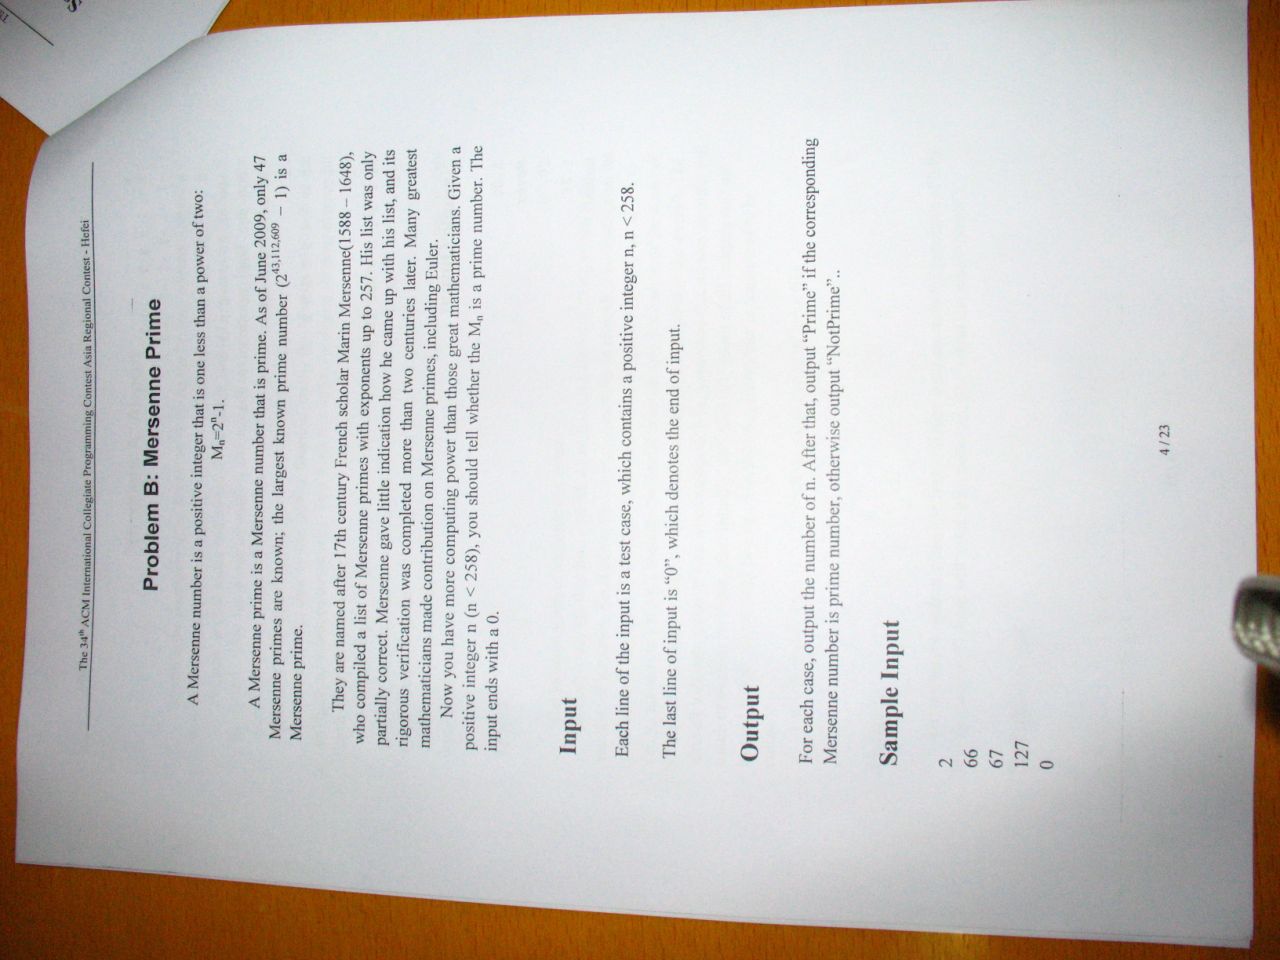 The 34th ACM International Collegiate Programming Contest Asia Regional Contest - Hefei
Problem B: Mersenne Prime
A Mersenne number is a positive integer that is one less than a power of two:
Mn=2^n-1.
A Mersenne prime is a Mersenne number that is prime. As of June 2009, only 47
Mersenne primes are known; the largest known prime number (2^43,112,609 – 1) is a
Mersenne prime.
They are named after 17th century French scholar Marin Mersenne(1588 – 1648),
who compiled a list of Mersenne primes with exponents up to 257. His list was only
partially correct. Mersenne gave little indication how he came up with his list, and its
rigorous verification was completed more than two centuries later. Many greatest
mathematicians made contribution on Mersenne primes, including Euler.
Now you have more computing power than those great mathematicians. Given a
positive integer n (n < 258), you should tell whether the Mn is a prime number. The
input ends with a 0.
Input
Each line of the input is a test case, which contains a positive integer n, n < 258.
The last line of input is “0”, which denotes the end of input.
Output
For each case, output the number of n. After that, output “Prime” if the corresponding
Mersenne number is prime number, otherwise output “NotPrime”..
Sample Input
2
66
67
127
0
4 / 23